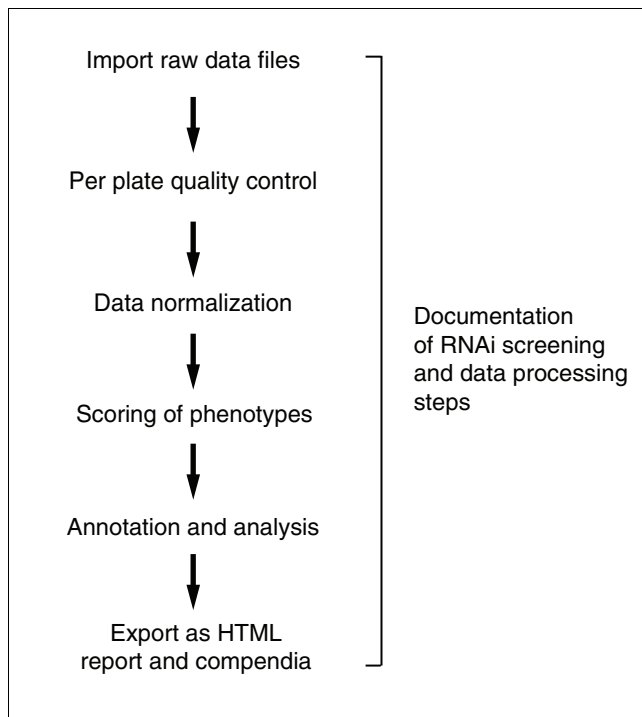 Import raw data files
Per plate quality control
Data normalization
Scoring of phenotypes
Annotation and analysis
Export as HTML
report and compendia
Documentation
of RNAi screening
and data processing
steps